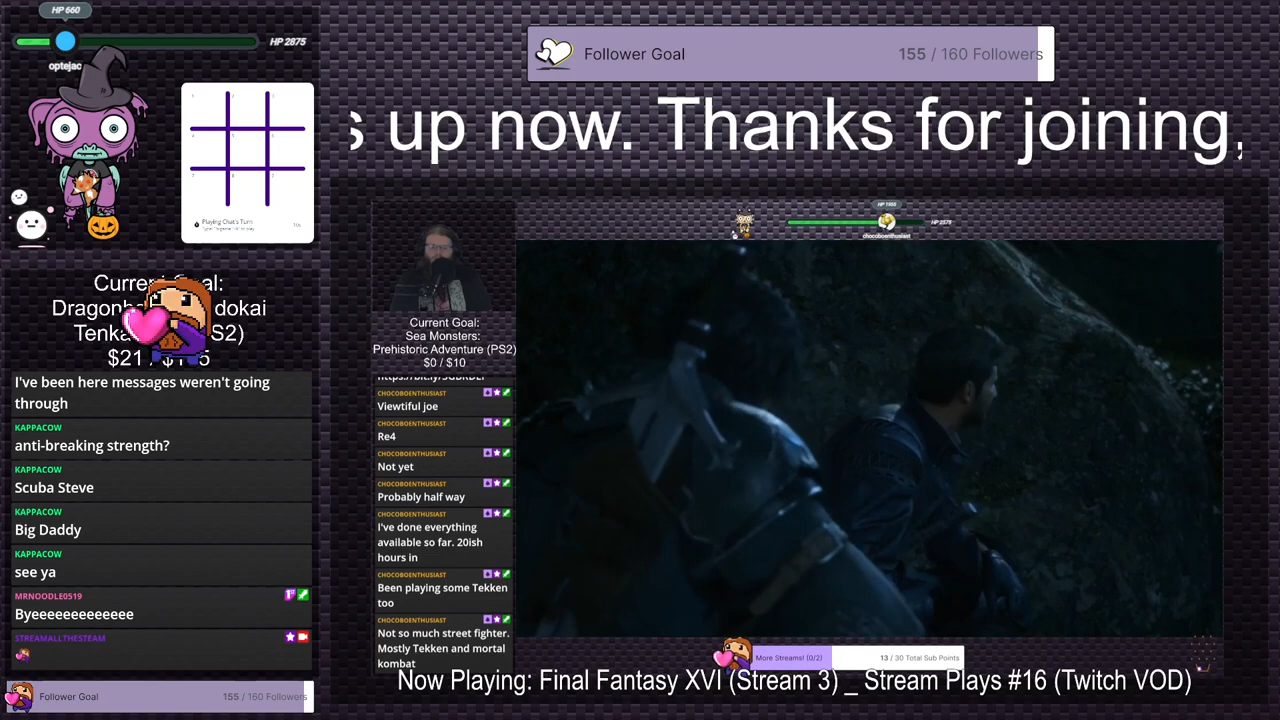 HP 660
HP 2875
optejac
Playing Chat's Turn
Follower Goal
155 / 160 Followers
s up now. Thanks for joining,
HP 2575
chocoboenthusiast
Current Goal:
Tenka
S2)
dokai
$21
I've been here messages weren't going
through
KAPPACOW
anti-breaking strength?
KAPPACOW
Scuba Steve
KAPPACOW
Big Daddy
KAPPACOW
see ya
MRNOODLE0519
Byeeeeeeeeeeeee
STREAMALLTHESTEAM
Follower Goal
155 / 160 Followers
Current Goal:
Sea Monsters:
Prehistoric Adventure (PS2)
$0 / $10
CHOCOBOENTHUSIAST
Viewtiful joe
CHOCOBOENTHUSIAST
Re4
CHOCOBOENTHUSIAST
Not yet
CHOCOBOENTHUSIAST
Probably half way
CHOCOBOENTHUSIAST
I've done everything
available so far. 20ish
hours in
CHOCOBOENTHUSIAST
Been playing some Tekken
too
CHOCOBOENTHUSIAST
Not so much street fighter.
Mostly Tekken and mortal
kombat
More Streams! (0/2)
13 / 30 Total Sub Points
Now Playing: Final Fantasy XVI (Stream 3) _ Stream Plays #16 (Twitch VOD)